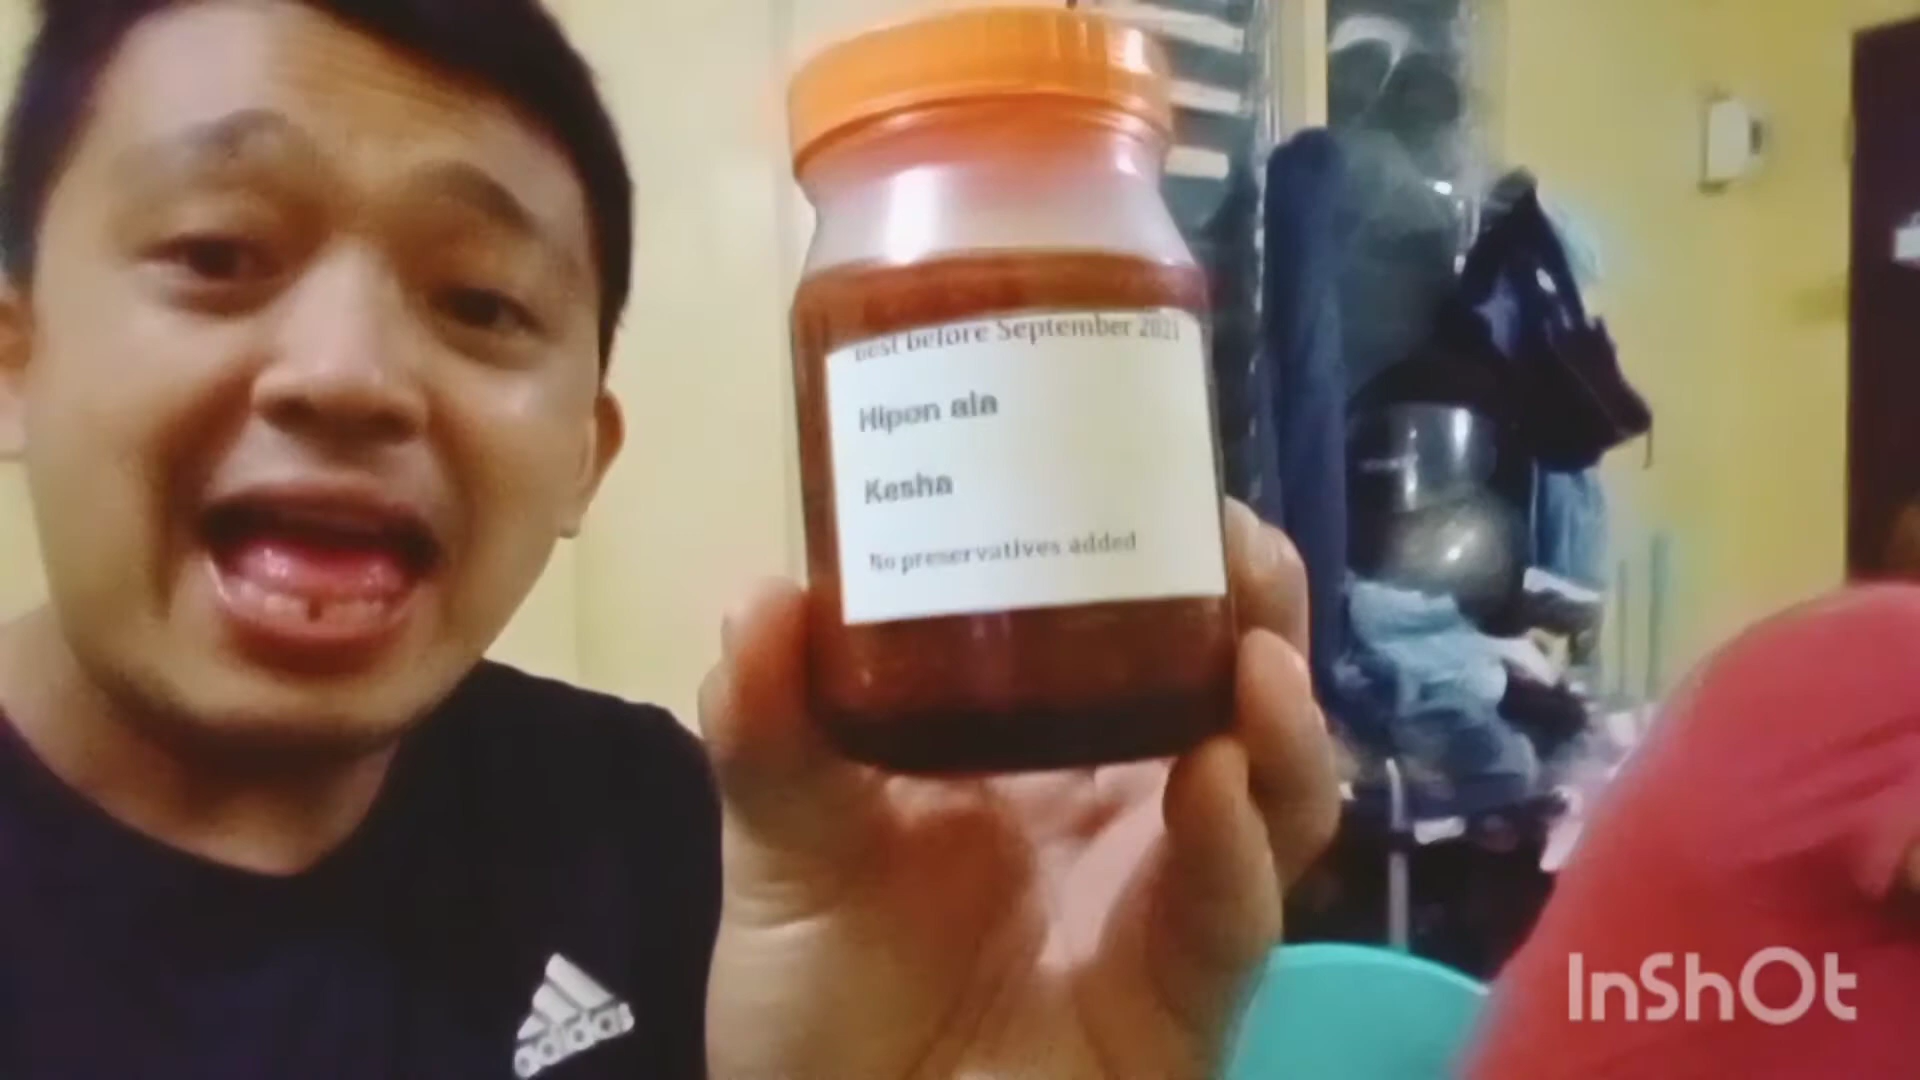 Best before September 2021
Hipon ala
Kesha
No preservatives added
adidas
InShOt